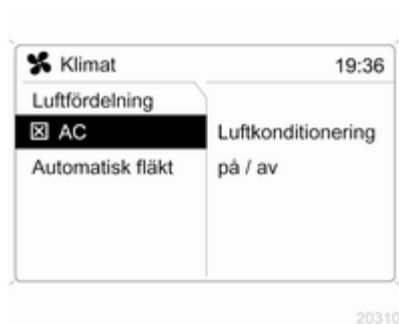 Klimat 19:36
Luftfördelning
AC Luftkonditionering
Automatisk fläkt på / av
20310